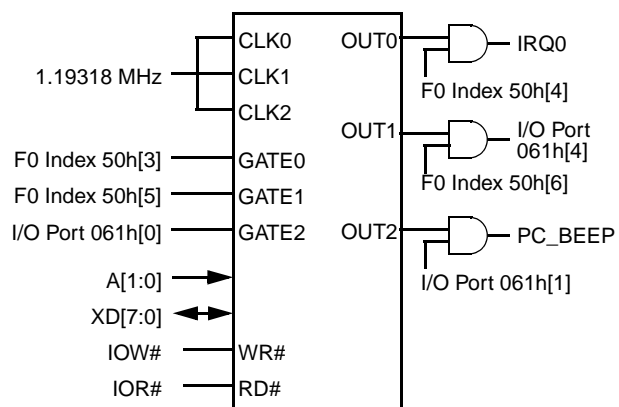 CLK0 OUT0 IRQ0
1.19318 MHz CLK1
F0 Index 50h[4]
CLK2
OUT1 I/O Port
061h[4]
F0 Index 50h[3] GATE0
F0 Index 50h[6]
F0 Index 50h[5] GATE1
I/O Port 061h[0] GATE2 OUT2 PC_BEEP
A[1:0]
I/O Port 061h[1]
XD[7:0]
IOW# WR#
IOR# RD#